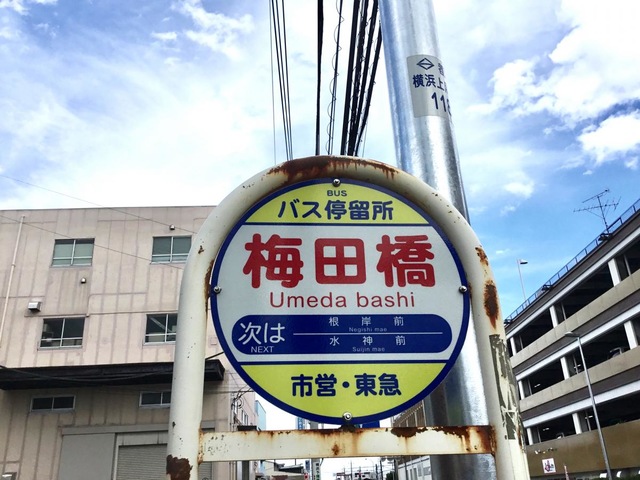 横浜上
BUS
バス停留所
梅田橋
Umeda bashi
次は
NEXT
根岸前
Negishi mae
水神前
Suijin mae
市営・東急